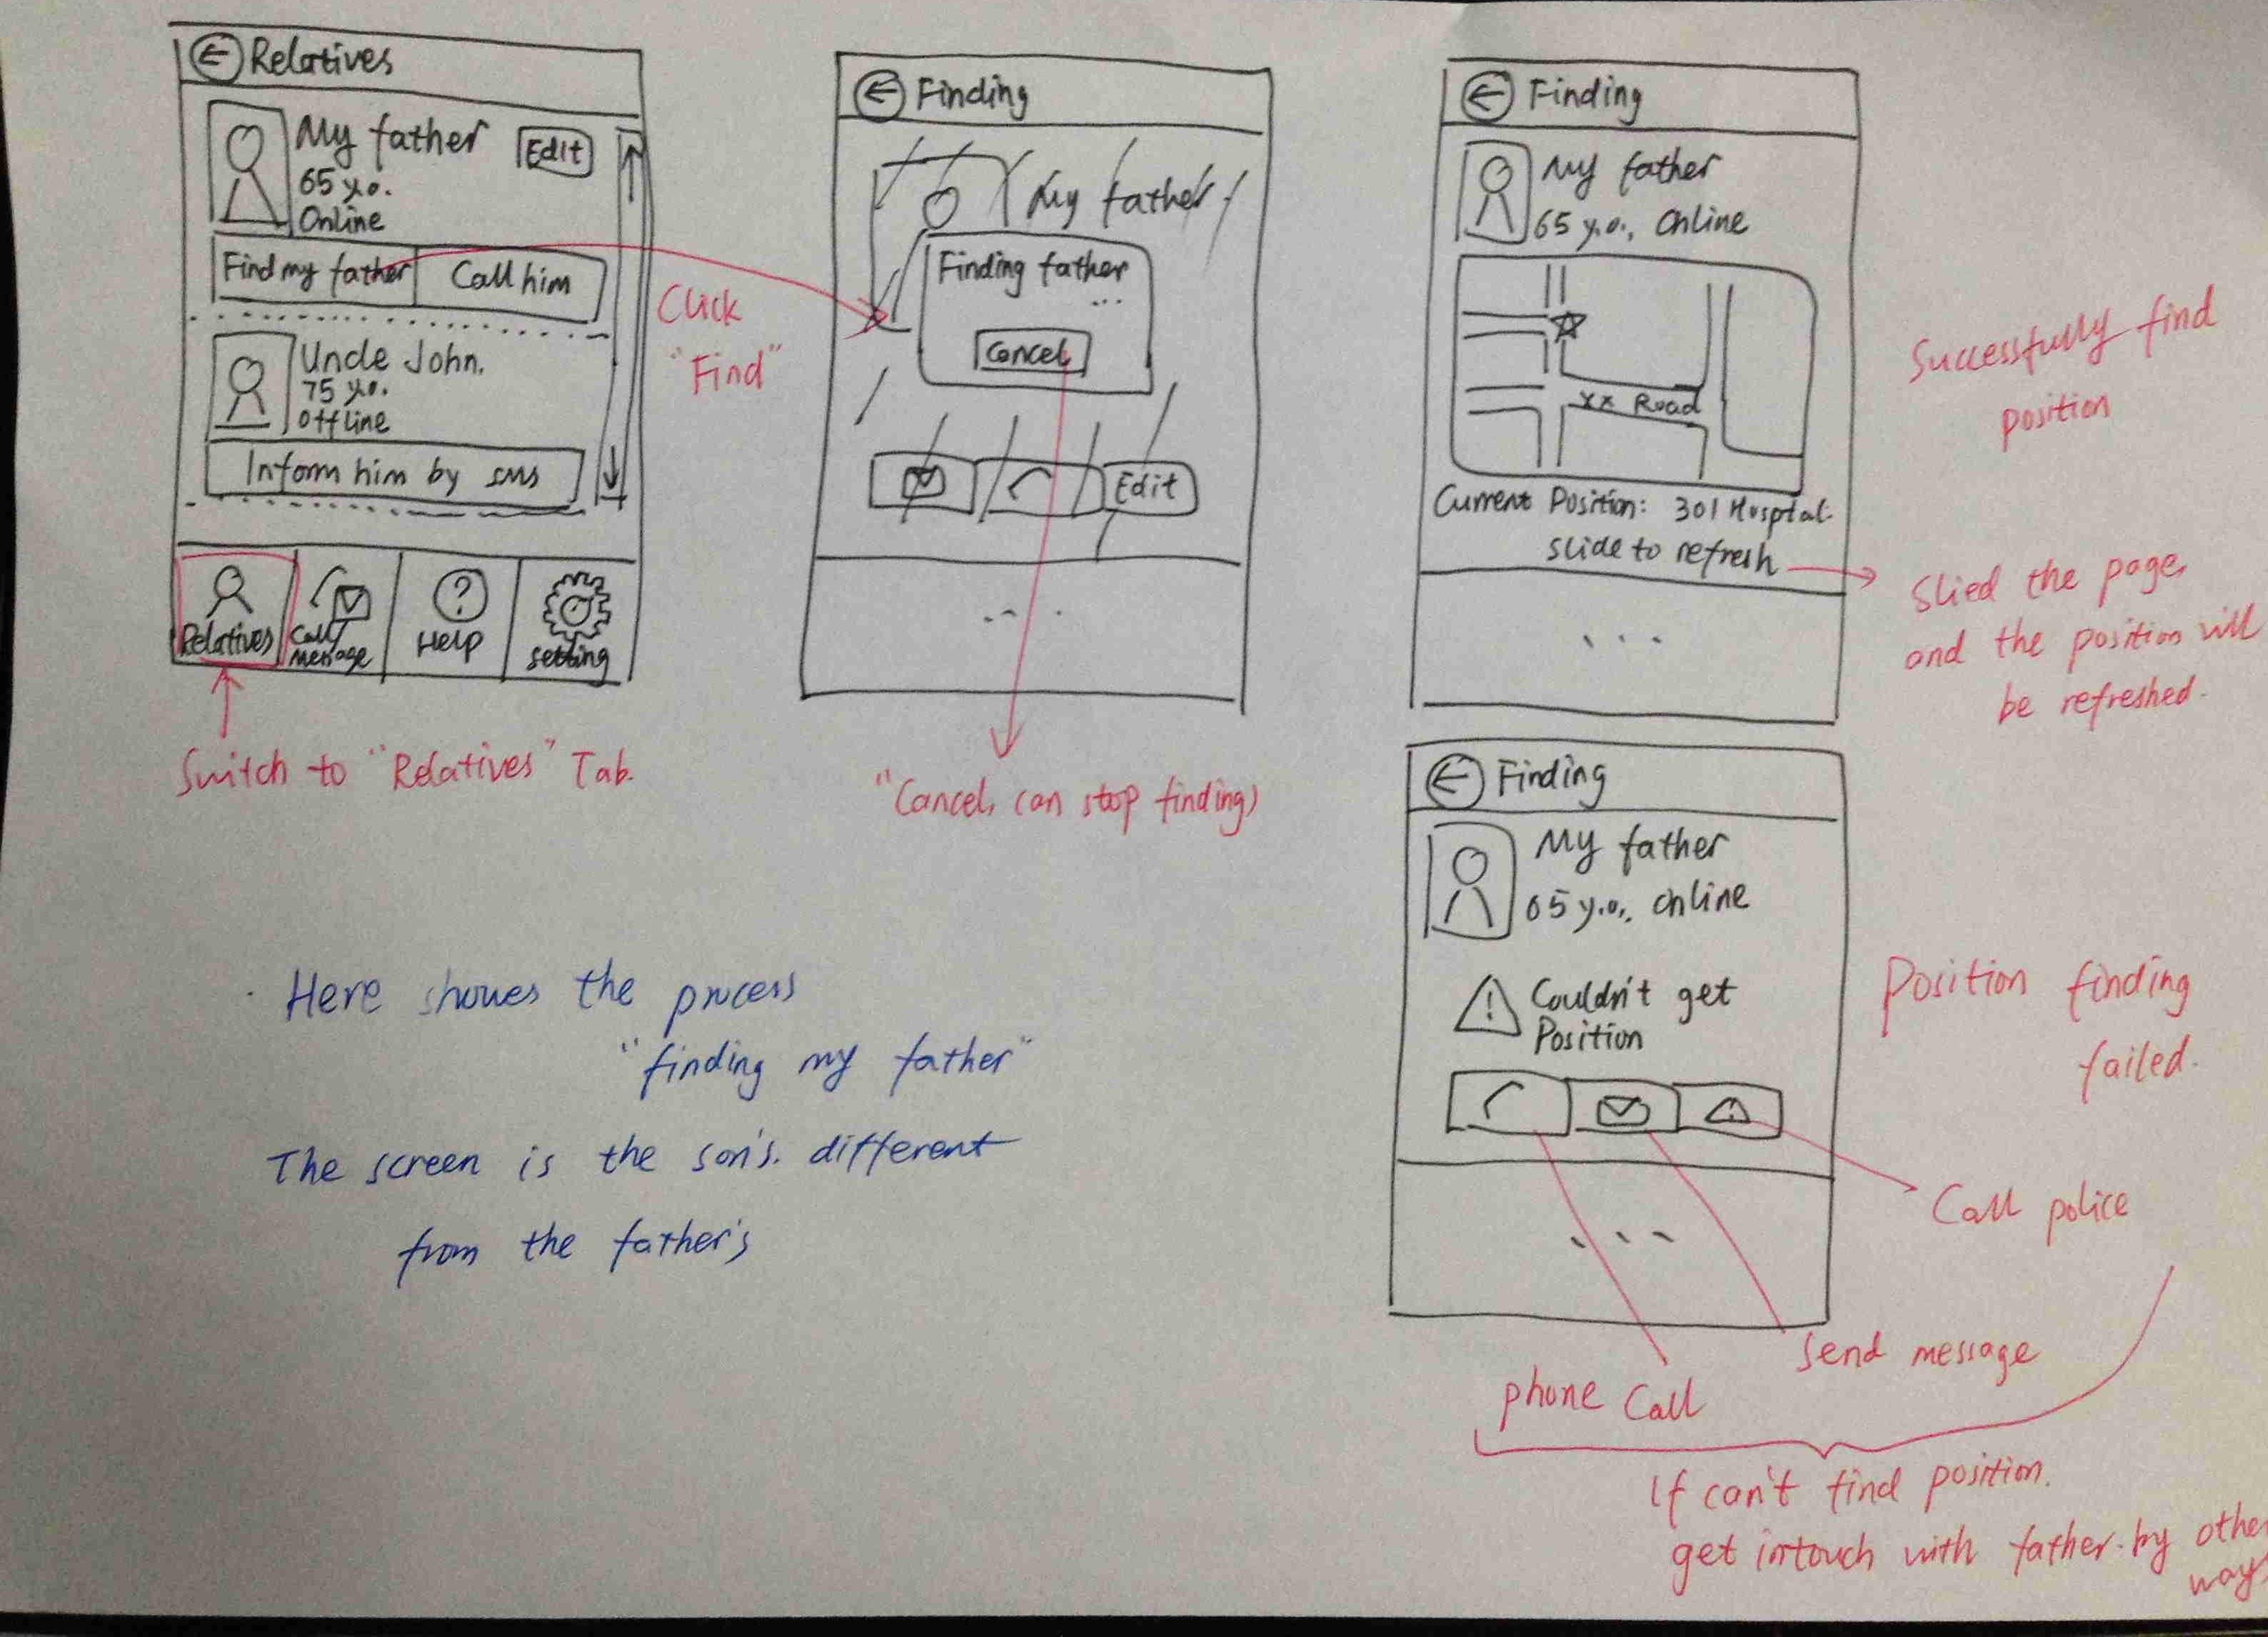 Relatives
My father
Edit
65 y.o.
Online
Find my father
Call him
Uncle John.
75 y.o.
Offline
Inform him by sms
Relatives
Call/
Message
?
Help
setting
Switch to "Relatives" Tab.
Click
"Find"
Finding
My father
Finding father
...
Cancel
Edit
...
"Cancel, can stop finding)
Finding
My father
65 y.o., Online
XX Road
Current Position: 301 Hosptal.
slide to refresh
...
Successfully find
position
Slied the page,
and the position will
be refreshed.
Finding
My father
65 y.o., Online
! Couldn't get
Position
!
...
Position finding
failed.
Call police
Send message
phone Call
If can't find position.
get intouch with father by other
way
Here showes the process
"finding my father"
The screen is the son's. different
from the father's